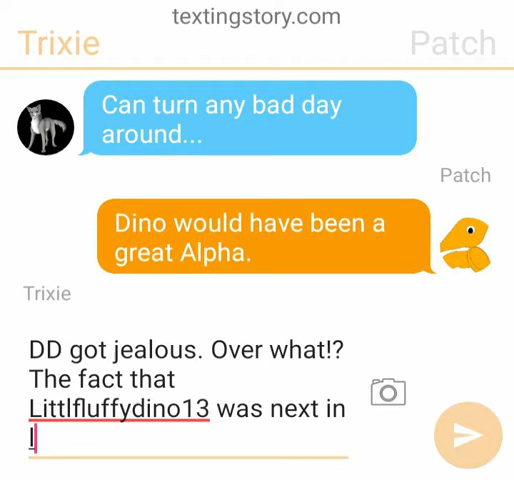 textingstory.com
Trixie
Patch
Can turn any bad day
around...
Patch
Dino would have been a
great Alpha.
Trixie
DD got jealous. Over what!?
The fact that
Littlfluffydino13 was next in
l